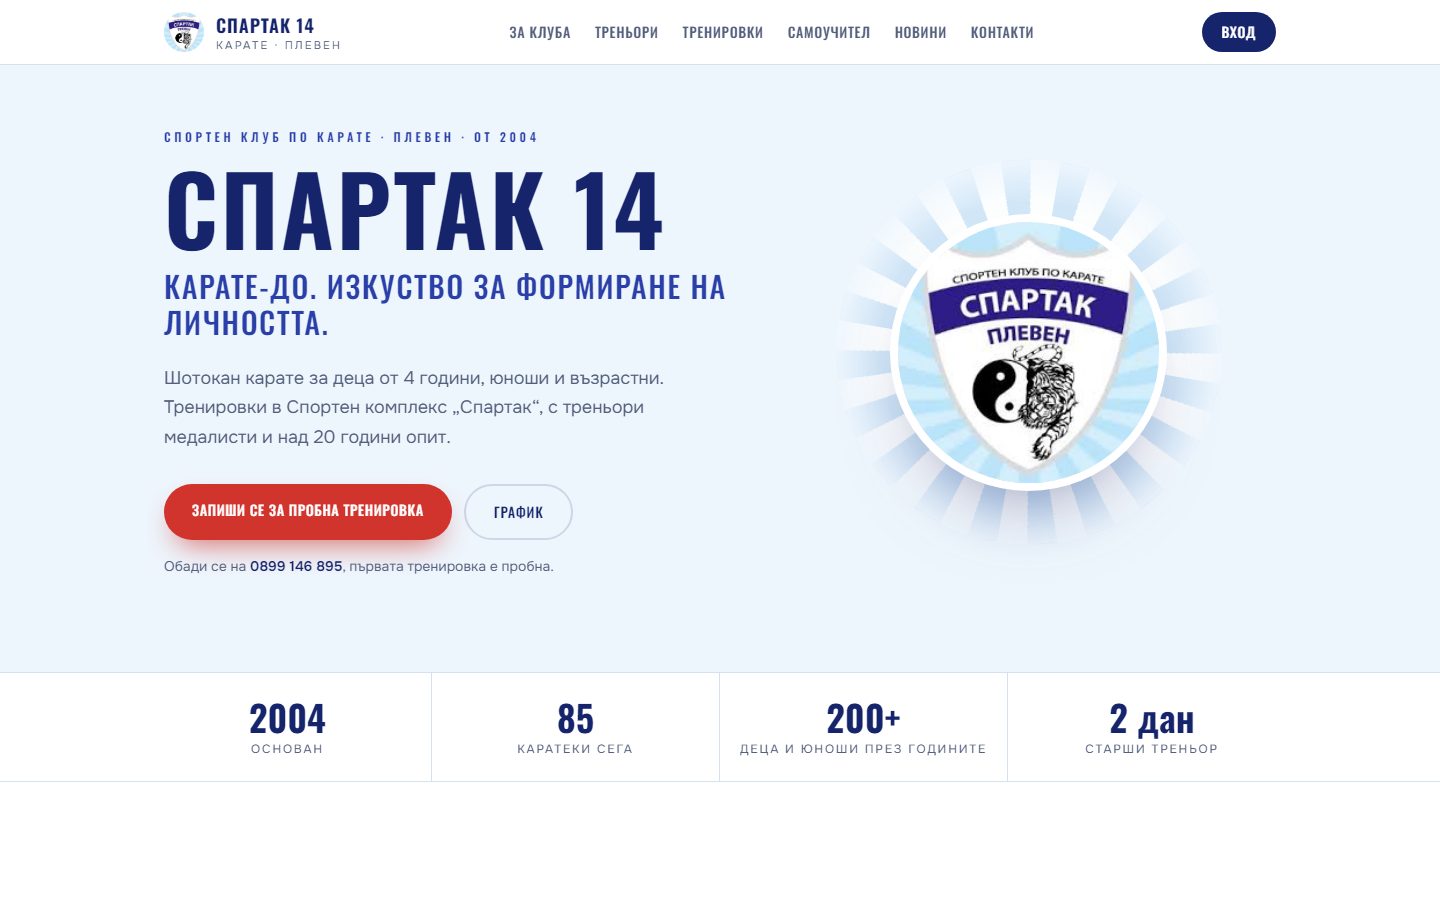 СПАРТАК 14
КАРАТЕ · ПЛЕВЕН
ЗА КЛУБА ТРЕНЬОРИ ТРЕНИРОВКИ САМОУЧИТЕЛ НОВИНИ КОНТАКТИ
ВХОД
СПОРТЕН КЛУБ ПО КАРАТЕ · ПЛЕВЕН · ОТ 2004
СПАРТАК 14
КАРАТЕ-ДО. ИЗКУСТВО ЗА ФОРМИРАНЕ НА
ЛИЧНОСТТА.
Шотокан карате за деца от 4 години, юноши и възрастни.
Тренировки в Спортен комплекс „Спартак“, с треньори
медалисти и над 20 години опит.
ЗАПИШИ СЕ ЗА ПРОБНА ТРЕНИРОВКА
ГРАФИК
Обади се на 0899 146 895, първата тренировка е пробна.
СПОРТЕН КЛУБ ПО КАРАТЕ
СПАРТАК
ПЛЕВЕН
2004
ОСНОВАН
85
КАРАТЕКИ СЕГА
200+
ДЕЦА И ЮНОШИ ПРЕЗ ГОДИНИТЕ
2 дан
СТАРШИ ТРЕНЬОР